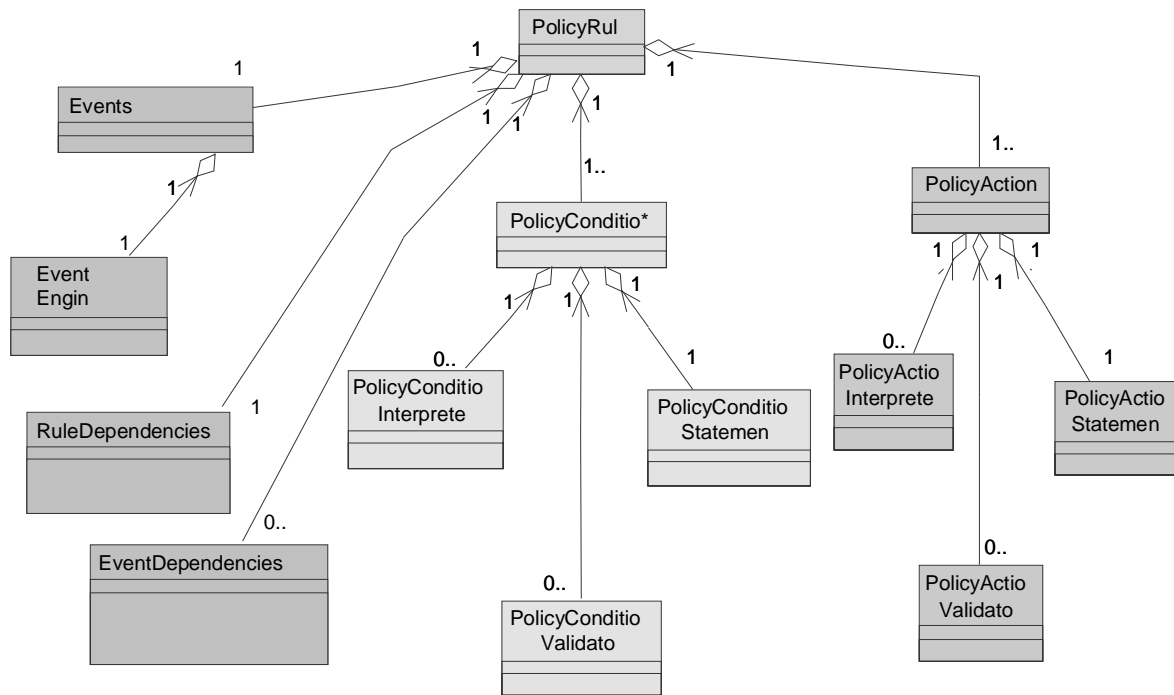 PolicyRul
1
1
1
1
1
1
Events
1
1
Event
Engin
1..
PolicyConditio*
1..
PolicyAction
1
1
1
1
1
1
0..
PolicyConditio
Interprete
1
PolicyConditio
Statemen
0..
PolicyActio
Interprete
1
PolicyActio
Statemen
1
RuleDependencies
0..
EventDependencies
0..
PolicyConditio
Validato
0..
PolicyActio
Validato